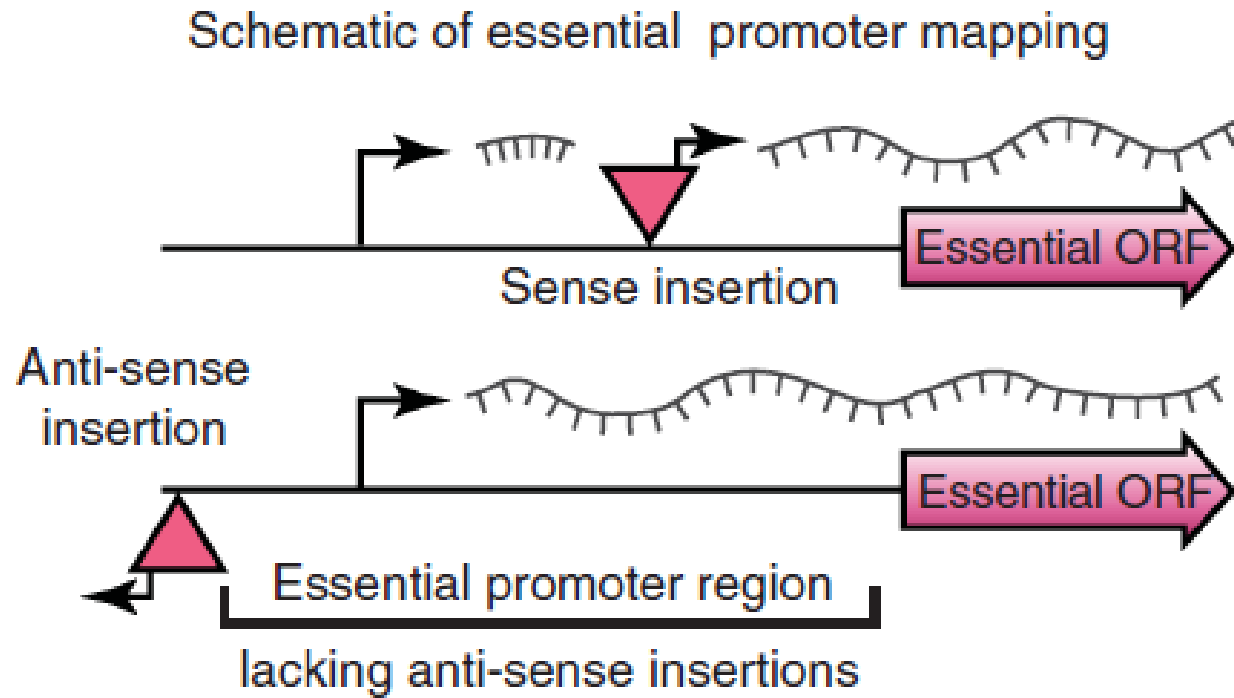 Schematic of essential promoter mapping
Essential ORF
Sense insertion
Anti-sense
insertion
Essential ORF
Essential promoter region
lacking anti-sense insertions